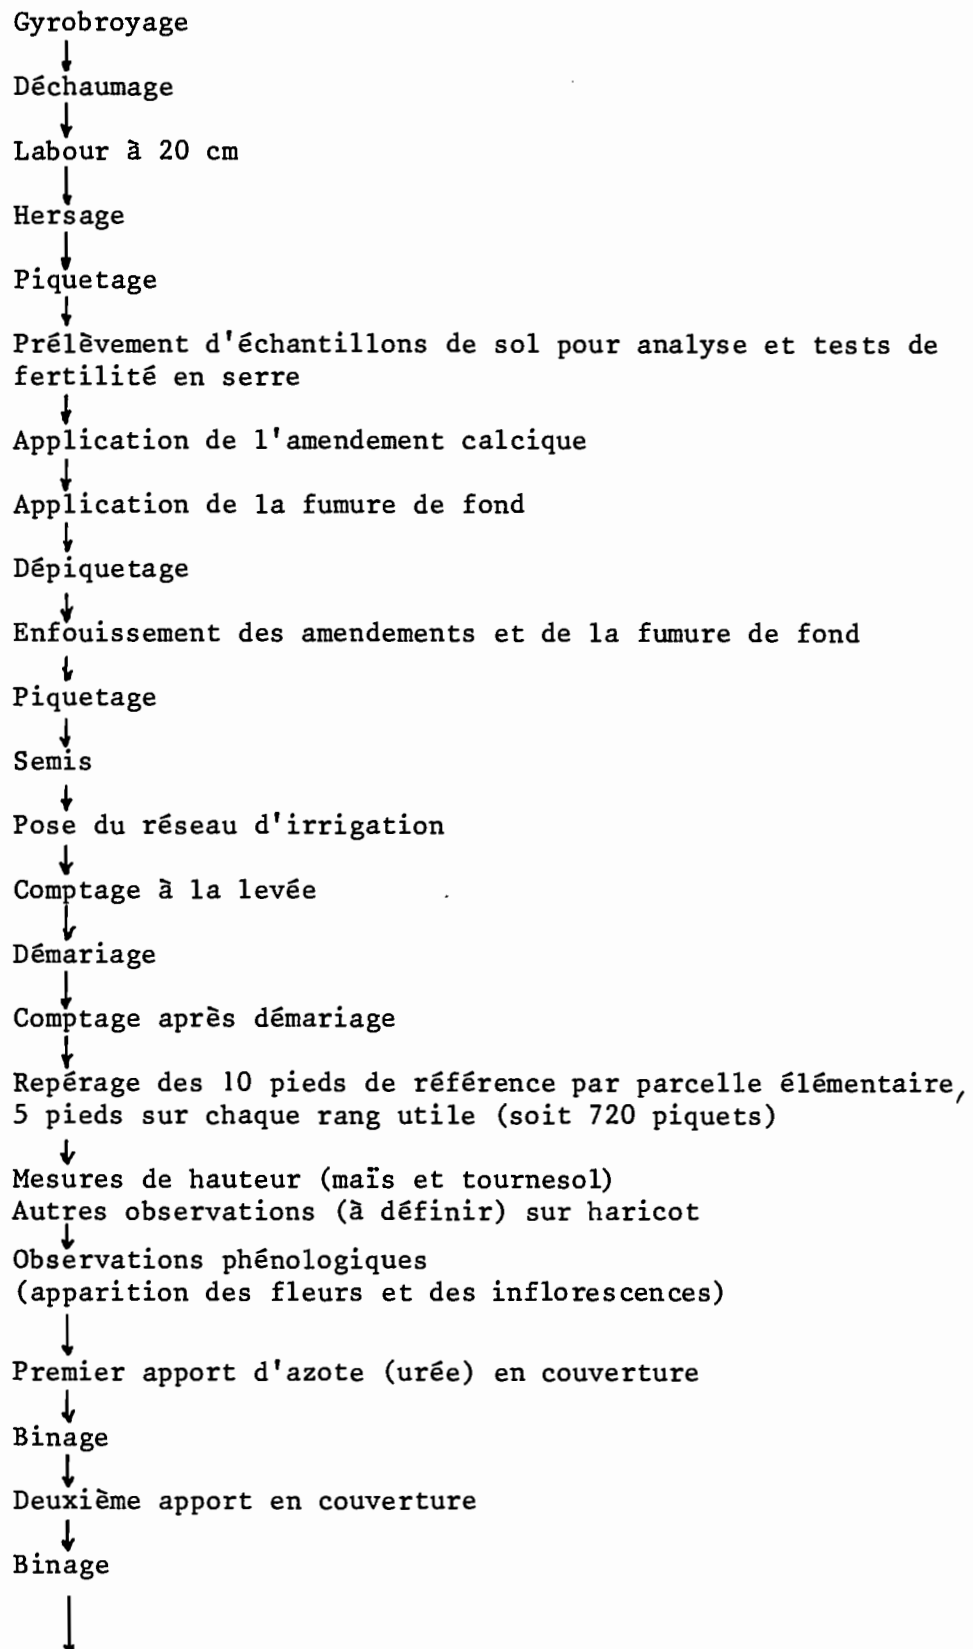 Gyrobroyage
Déchaumage
Labour à 20 cm
Hersage
Piquetage
Prélèvement d'échantillons de sol pour analyse et tests de
fertilité en serre
Application de l'amendement calcique
Application de la fumure de fond
Dépiquetage
Enfouissement des amendements et de la fumure de fond
Piquetage
Semis
Pose du réseau d'irrigation
Comptage à la levée
Démariage
Comptage après démariage
Repérage des 10 pieds de référence par parcelle élémentaire,
5 pieds sur chaque rang utile (soit 720 piquets)
Mesures de hauteur (maïs et tournesol)
Autres observations (à définir) sur haricot
Observations phénologiques
(apparition des fleurs et des inflorescences)
Premier apport d'azote (urée) en couverture
Binage
Deuxième apport en couverture
Binage